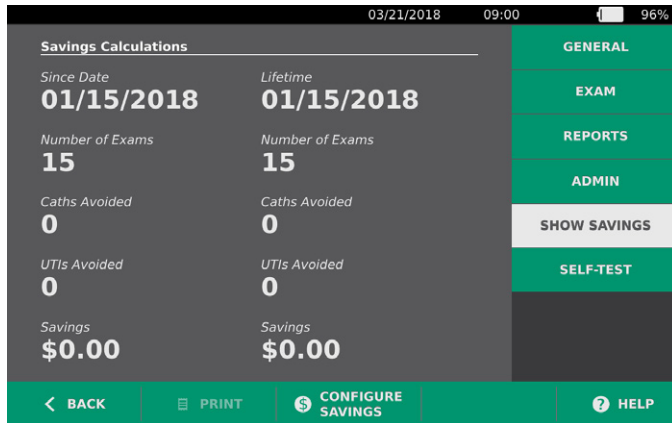 03/21/2018 09:00 96%
Savings Calculations
Since Date Lifetime
01/15/2018 01/15/2018
Number of Exams Number of Exams
15 15
Caths Avoided Caths Avoided
0 0
UTIs Avoided UTIs Avoided
0 0
Savings Savings
$0.00 $0.00
GENERAL
EXAM
REPORTS
ADMIN
SHOW SAVINGS
SELF-TEST
BACK
PRINT
CONFIGURE
SAVINGS
HELP